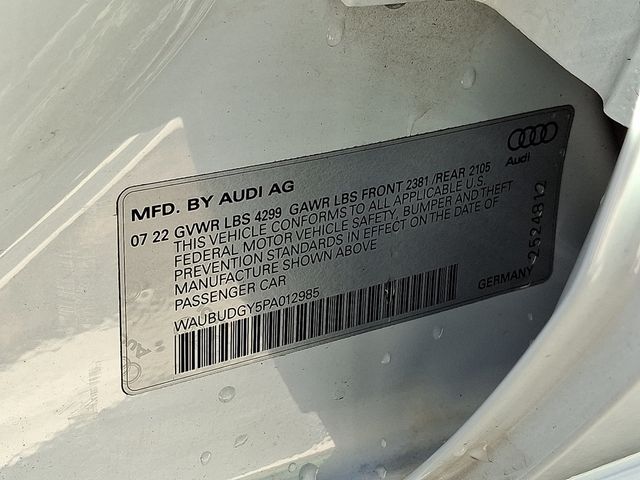 Audi
MFD. BY AUDI AG
07 22 GVWR LBS 4299 GAWR LBS FRONT 2381 /REAR 2105
THIS VEHICLE CONFORMS TO ALL APPLICABLE U.S.
FEDERAL MOTOR VEHICLE SAFETY, BUMPER AND THEFT
PREVENTION STANDARDS IN EFFECT ON THE DATE OF
MANUFACTURE SHOWN ABOVE
PASSENGER CAR
WAUBUDGY5PA012985
GERMANY